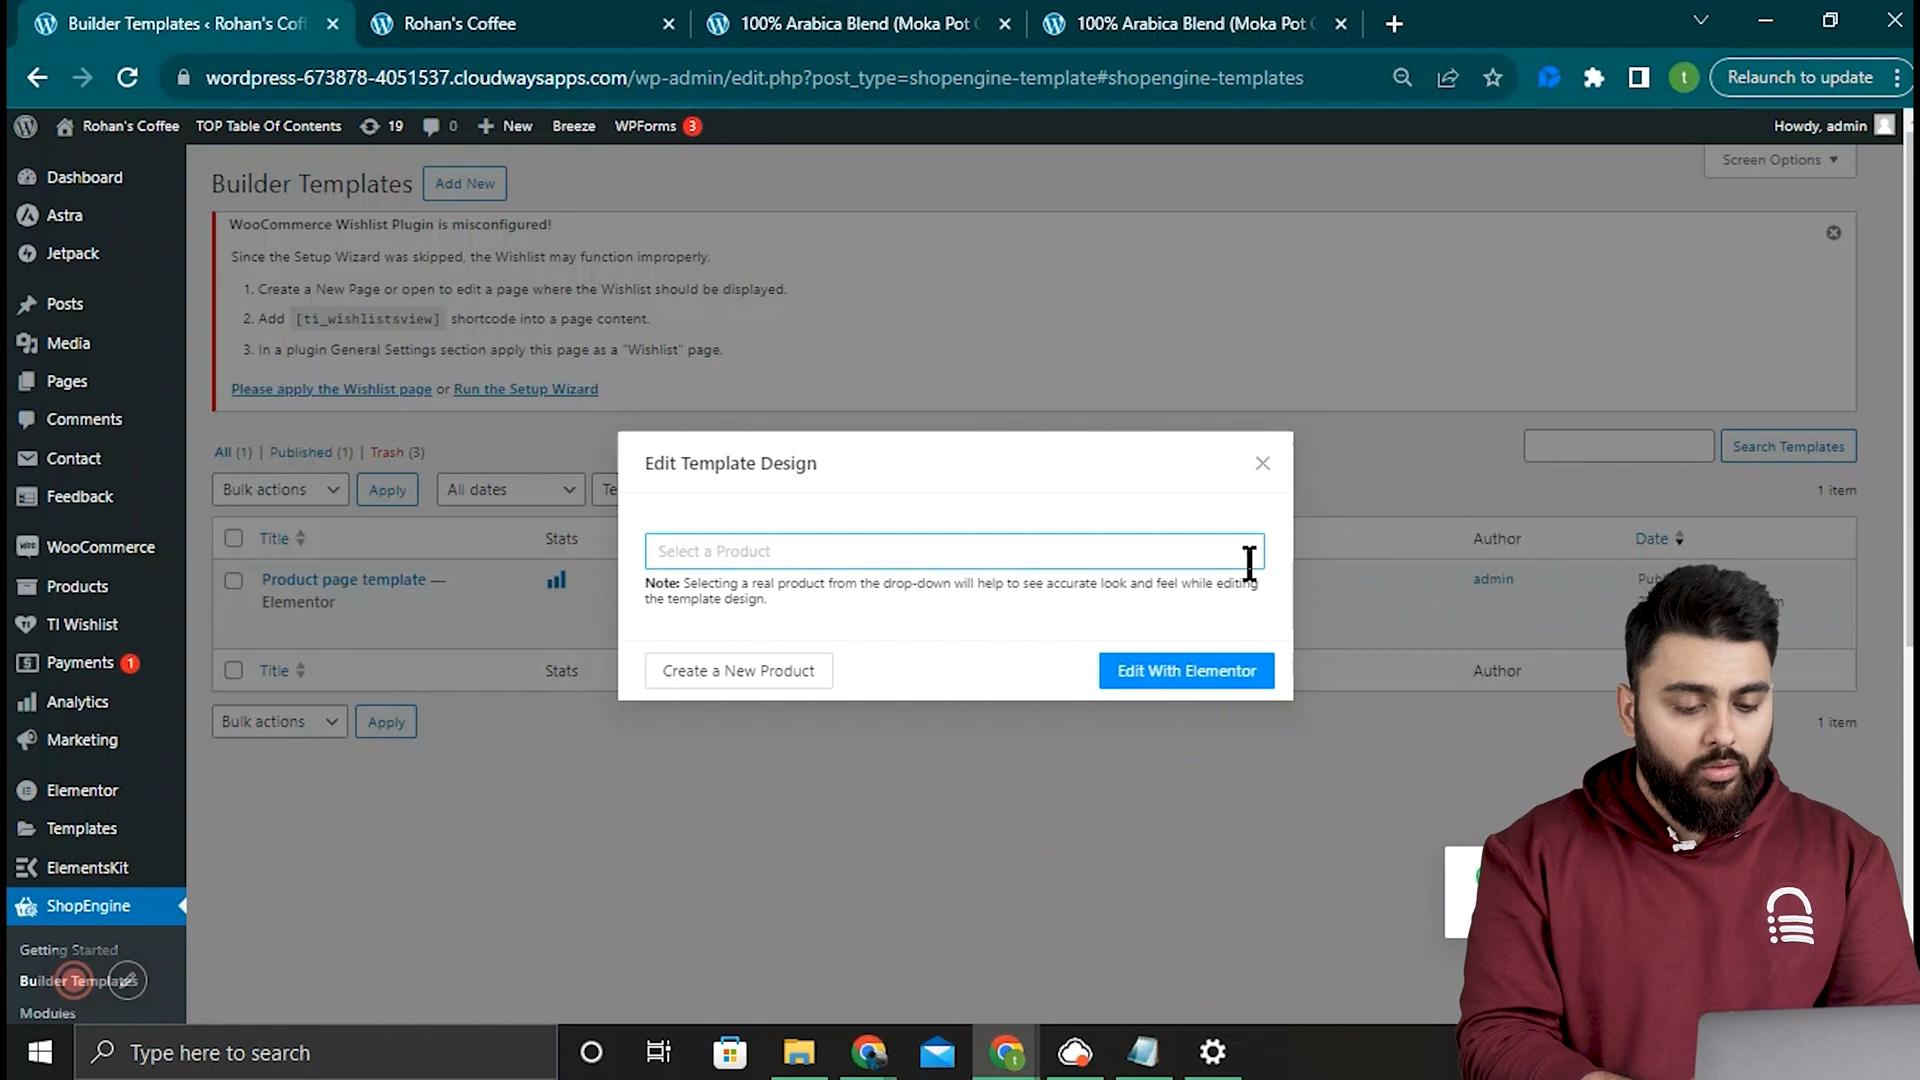 Builder Templates ‹ Rohan's Cof
Rohan's Coffee
100% Arabica Blend (Moka Pot
100% Arabica Blend (Moka Pot
wordpress-673878-4051537.cloudwaysapps.com/wp-admin/edit.php?post_type=shopengine-template#shopengine-templates
t
Relaunch to update
Rohan's Coffee
TOP Table Of Contents
19
0
New
Breeze
WPForms 3
Howdy, admin
Dashboard
Astra
Jetpack
Posts
Media
Pages
Comments
Contact
Feedback
WooCommerce
Products
TI Wishlist
Payments 1
Analytics
Marketing
Elementor
Templates
ElementsKit
ShopEngine
Getting Started
Builder Templates
Modules
Screen Options
Builder Templates Add New
WooCommerce Wishlist Plugin is misconfigured!
Since the Setup Wizard was skipped, the Wishlist may function improperly.
1. Create a New Page or open to edit a page where the Wishlist should be displayed.
2. Add [ti_wishlistsview] shortcode into a page content.
3. In a plugin General Settings section apply this page as a "Wishlist" page.
Please apply the Wishlist page or Run the Setup Wizard
All (1) | Published (1) | Trash (3)
Search Templates
Bulk actions Apply All dates Te
1 item
Title Stats Author Date
Product page template —
Elementor
admin
Title Stats Author
Bulk actions Apply
1 item
Edit Template Design
Select a Product
Note: Selecting a real product from the drop-down will help to see accurate look and feel while editing
the template design.
Create a New Product
Edit With Elementor
Type here to search